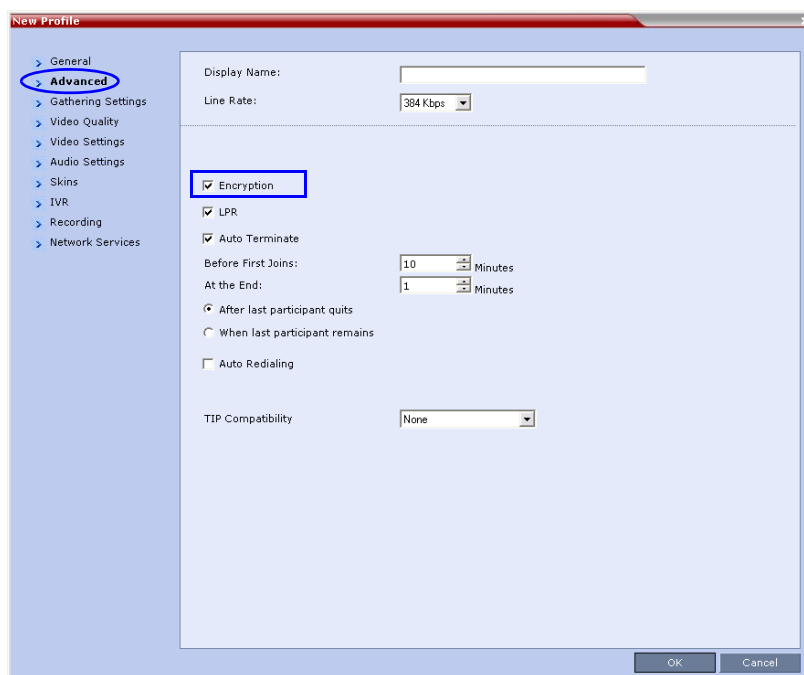 New Profile
General
Advanced
Gathering Settings
Video Quality
Video Settings
Audio Settings
Skins
IVR
Recording
Network Services
Display Name:
Line Rate: 384 Kbps
Encryption
LPR
Auto Terminate
Before First Joins: 10 Minutes
At the End: 1 Minutes
After last participant quits
When last participant remains
Auto Redialing
TIP Compatibility None
OK Cancel